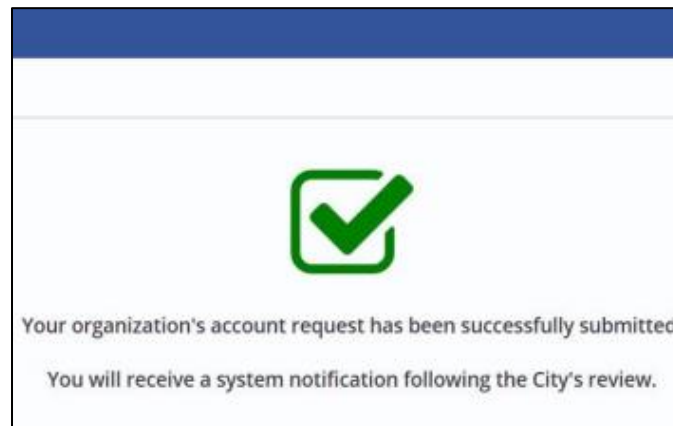 Your organization's account request has been successfully submitted
You will receive a system notification following the City's review.